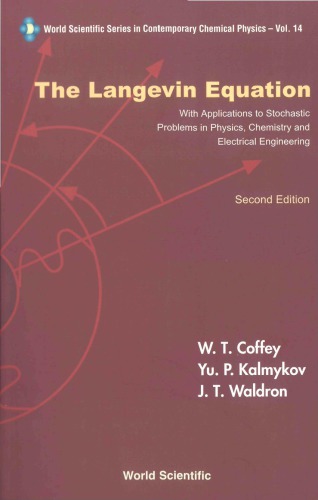 World Scientific Series in Contemporary Chemical Physics – Vol. 14
The Langevin Equation
With Applications to Stochastic
Problems in Physics, Chemistry and
Electrical Engineering
Second Edition
W. T. Coffey
Yu. P. Kalmykov
J. T. Waldron
World Scientific